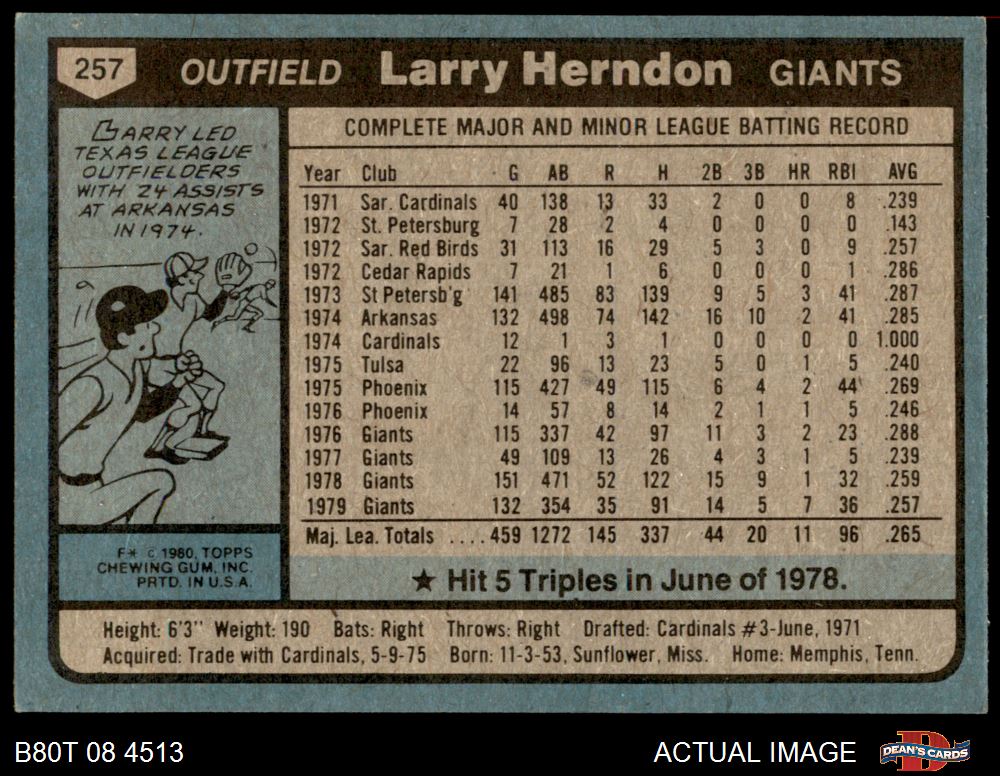 257 OUTFIELD Larry Herndon GIANTS
LARRY LED
TEXAS LEAGUE
OUTFIELDERS
WITH 24 ASSISTS
AT ARKANSAS
IN 1974.
COMPLETE MAJOR AND MINOR LEAGUE BATTING RECORD
Year Club G AB R H 2B 3B HR RBI AVG
1971 Sar. Cardinals 40 138 13 33 2 0 0 8 .239
1972 St. Petersburg 7 28 2 4 0 0 0 0 .143
1972 Sar. Red Birds 31 113 16 29 5 3 0 9 .257
1972 Cedar Rapids 7 21 1 6 0 0 0 1 .286
1973 St Petersb'g 141 485 83 139 9 5 3 41 .287
1974 Arkansas 132 498 74 142 16 10 2 41 .285
1974 Cardinals 12 1 3 1 0 0 0 0 1.000
1975 Tulsa 22 96 13 23 5 0 1 5 .240
1975 Phoenix 115 427 49 115 6 4 2 44 .269
1976 Phoenix 14 57 8 14 2 1 1 5 .246
1976 Giants 115 337 42 97 11 3 2 23 .288
1977 Giants 49 109 13 26 4 3 1 5 .239
1978 Giants 151 471 52 122 15 9 1 32 .259
1979 Giants 132 354 35 91 14 5 7 36 .257
Maj. Lea. Totals ....459 1272 145 337 44 20 11 96 .265
★ Hit 5 Triples in June of 1978.
F* © 1980, TOPPS
CHEWING GUM, INC.
PRTD. IN U.S.A.
Height: 6'3" Weight: 190 Bats: Right Throws: Right Drafted: Cardinals #3-June, 1971
Acquired: Trade with Cardinals, 5-9-75 Born: 11-3-53, Sunflower, Miss. Home: Memphis, Tenn.
B80T 08 4513 ACTUAL IMAGE DEAN'S CARDS